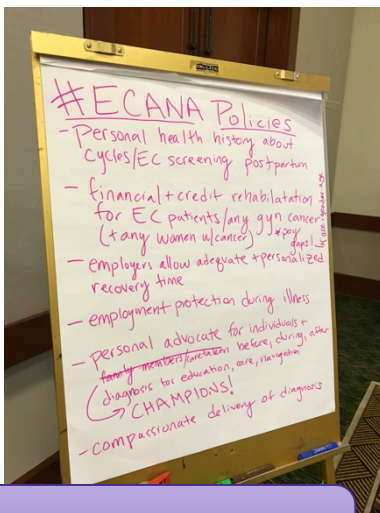 #ECANA Policies
- Personal health history about
cycles/EC screening postpartum
- financial + credit rehabilatation
for EC patients/any gyn cancer
(+ any women w/cancer) *pay
gaps!
- employers allow adequate + personalized
recovery time
- employment protection during illness
- personal advocate for individuals +
family members/caretakers before, during, after
diagnosis for education, care, navigation
→ CHAMPIONS!
- compassionate delivery of diagnosis